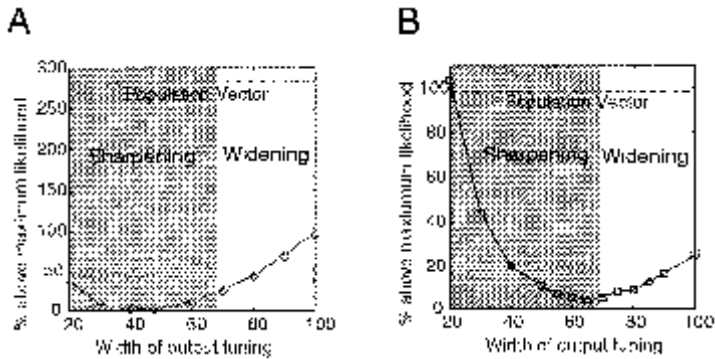 A
B
300
250
200
150
100
50
0
% above maximum likelihood
Population Vector
Sharpening
Widening
20
40
60
80
100
Width of output tuning
100
80
60
40
20
0
% above maximum likelihood
Population Vector
Sharpening
Widening
20
40
60
80
100
Width of output tuning